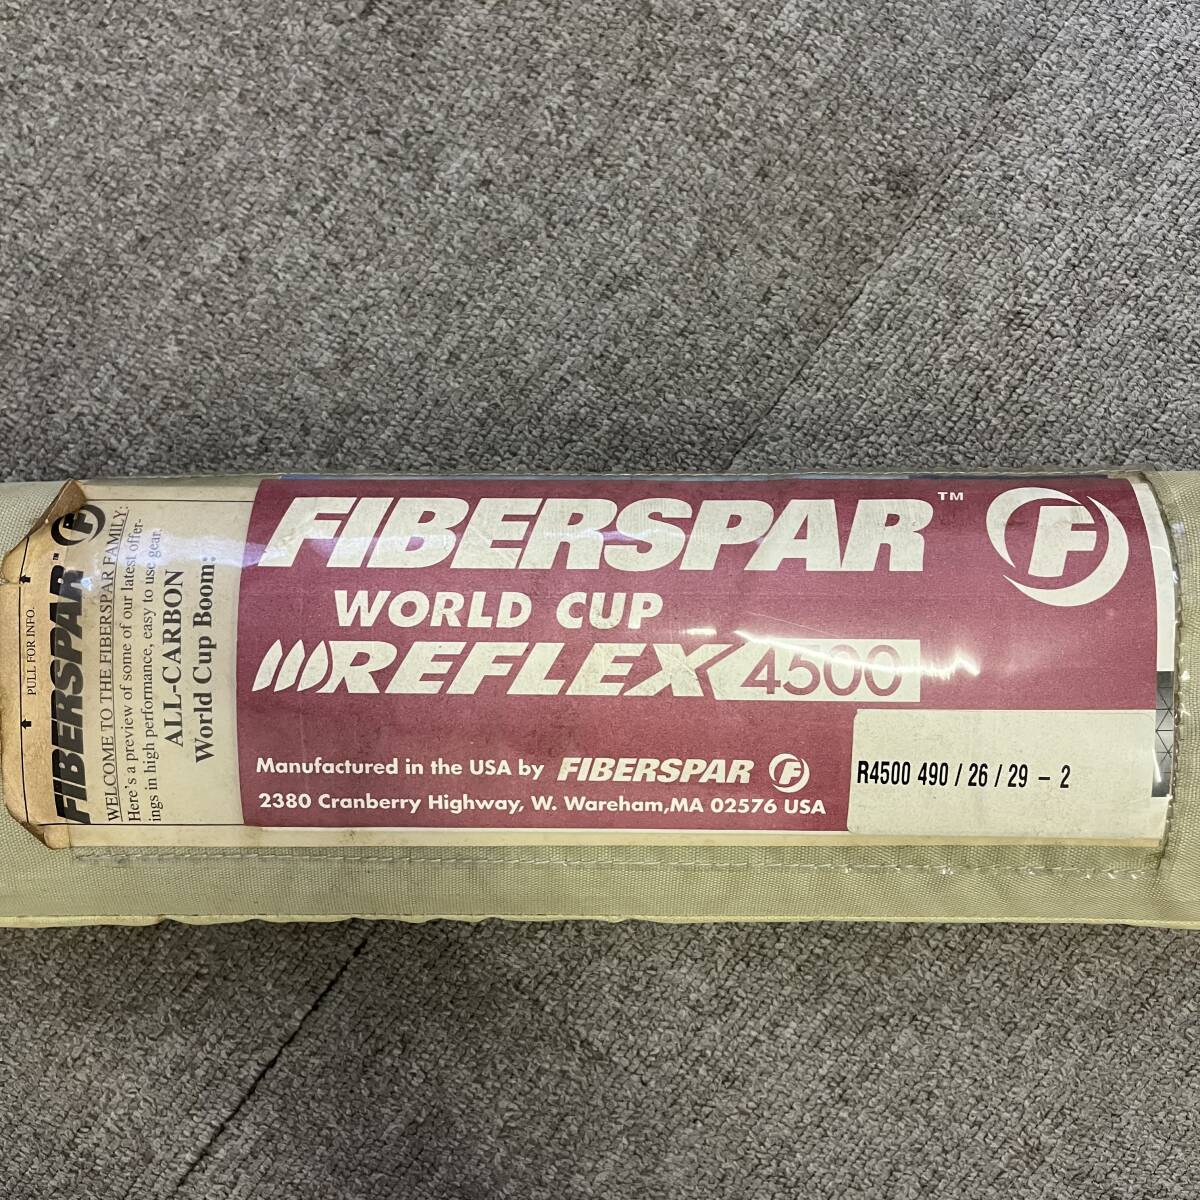 FIBERSPAR™ F
PULL FOR INFO.
WELCOME TO THE FIBERSPAR FAMILY.
Here's a preview of some of our latest offer-
ings in high performance, easy to use gear.
ALL-CARBON
World Cup Boom:
FIBERSPAR™ F
WORLD CUP
REFLEX 4500
Manufactured in the USA by FIBERSPAR F
2380 Cranberry Highway, W. Wareham,MA 02576 USA
R4500 490 / 26 / 29 - 2